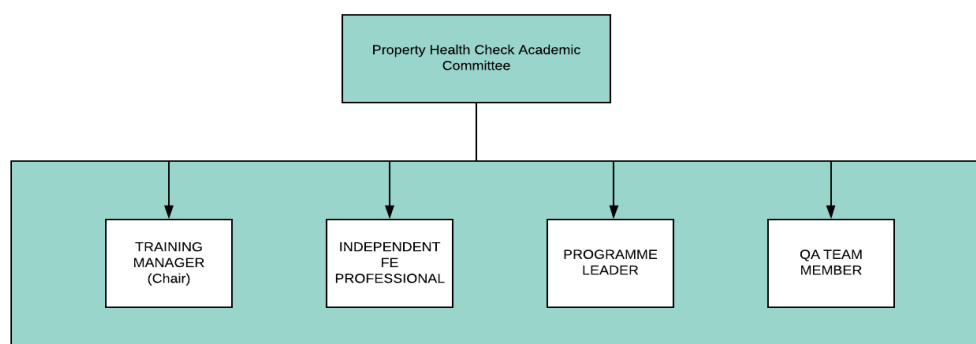 Property Health Check Academic
Committee
TRAINING
MANAGER
(Chair)
INDEPENDENT
FE
PROFESSIONAL
PROGRAMME
LEADER
QA TEAM
MEMBER